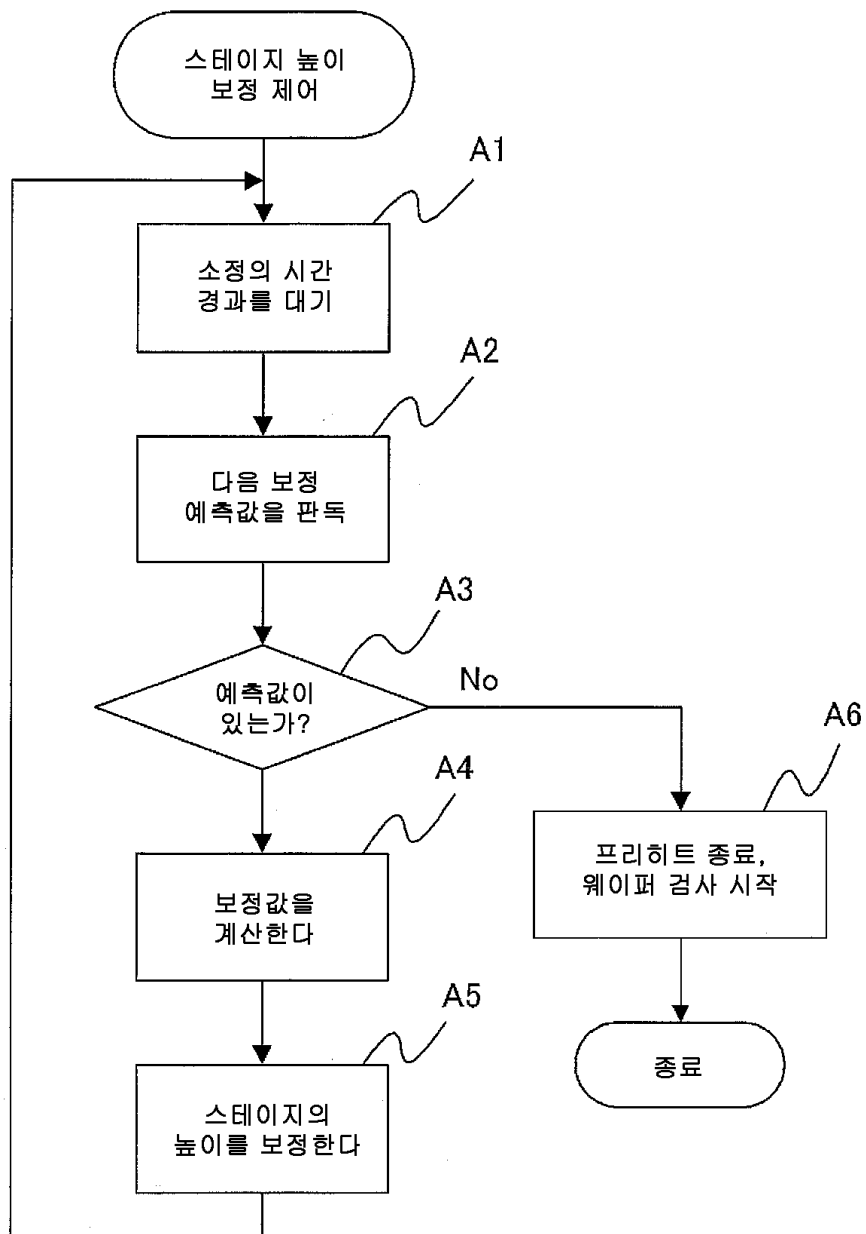 스테이지 높이
보정 제어
A1
소정의 시간
경과를 대기
A2
다음 보정
예측값을 판독
A3
예측값이
있는가?
No
A4
보정값을
계산한다
A6
프리히트 종료,
웨이퍼 검사 시작
A5
스테이지의
높이를 보정한다
종료